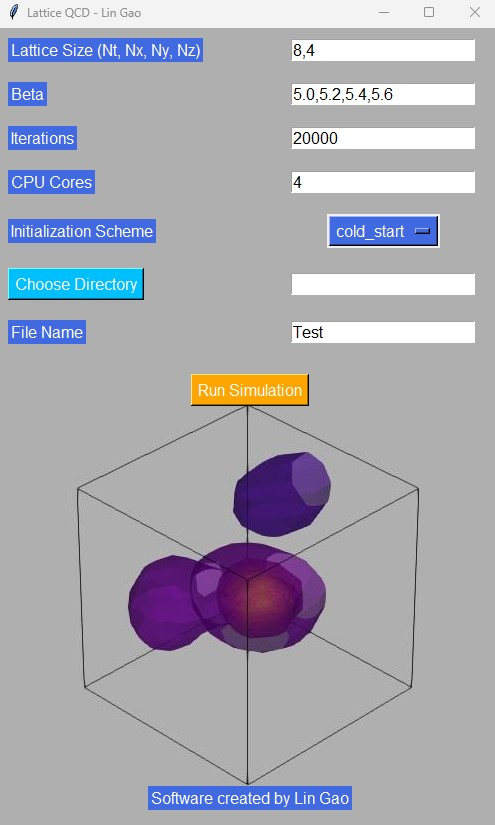 Lattice QCD - Lin Gao
Lattice Size (Nt, Nx, Ny, Nz) 8,4
Beta 5.0,5.2,5.4,5.6
Iterations 20000
CPU Cores 4
Initialization Scheme cold_start
Choose Directory
File Name Test
Run Simulation
Software created by Lin Gao